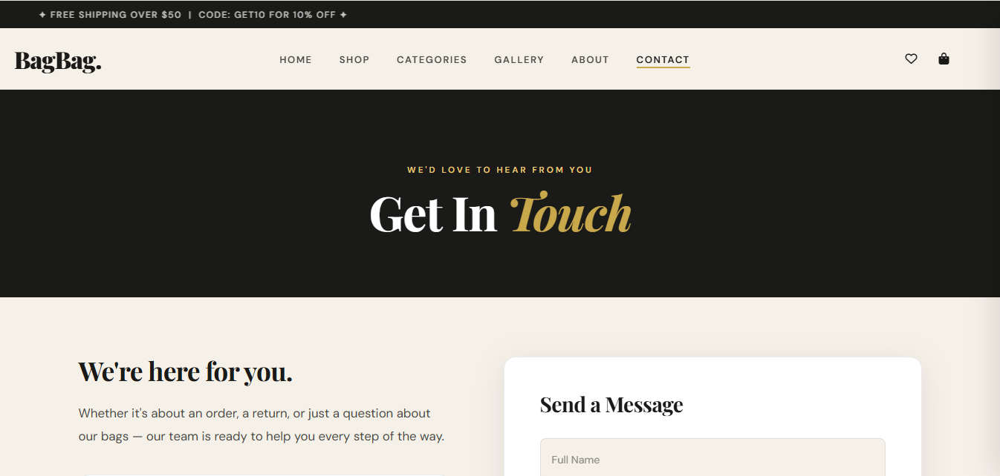 ✦ FREE SHIPPING OVER $50 | CODE: GET10 FOR 10% OFF ✦
BagBag.
HOME SHOP CATEGORIES GALLERY ABOUT CONTACT
WE'D LOVE TO HEAR FROM YOU
Get In Touch
We're here for you.
Whether it's about an order, a return, or just a question about
our bags — our team is ready to help you every step of the way.
Send a Message
Full Name